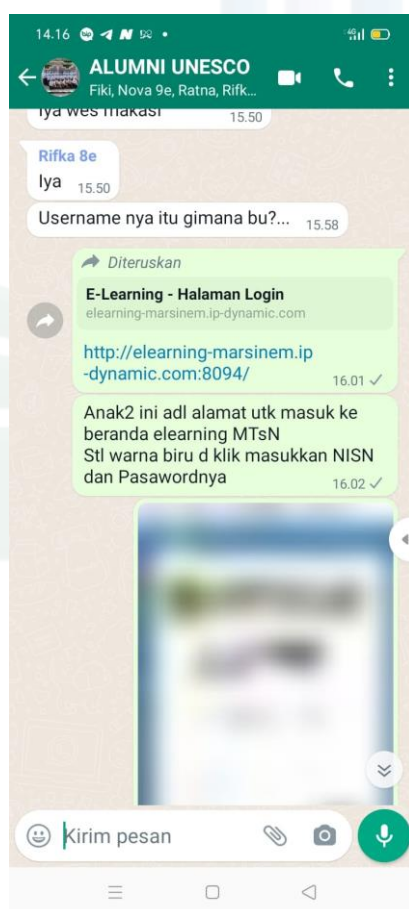 14.16
ALUMNI UNESCO
Fiki, Nova 9e, Ratna, Rifk...
Iya wes makasi 15.50
Rifka 8e
Iya 15.50
Username nya itu gimana bu?... 15.58
Diteruskan
E-Learning - Halaman Login
elearning-marsinem.ip-dynamic.com
http://elearning-marsinem.ip
-dynamic.com:8094/ 16.01
Anak2 ini adl alamat utk masuk ke
beranda elearning MTsN
Stl warna biru d klik masukkan NISN
dan Pasawordnya 16.02
Kirim pesan